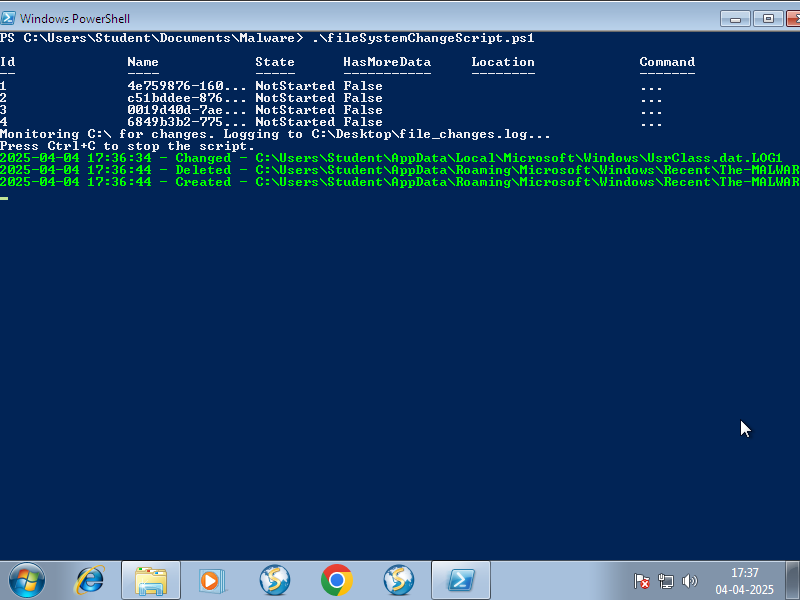 Windows PowerShell
PS C:\Users\Student\Documents\Malware> .\fileSystemChangeScript.ps1
Id Name State HasMoreData Location Command
-- ---- ----- ----------- -------- -------
1 4e759876-160... NotStarted False ...
2 c51bddee-876... NotStarted False ...
3 0019d40d-7ae... NotStarted False ...
4 6849b3b2-775... NotStarted False ...
Monitoring C:\ for changes. Logging to C:\Desktop\file_changes.log...
Press Ctrl+C to stop the script.
2025-04-04 17:36:34 - Changed - C:\Users\Student\AppData\Local\Microsoft\Windows\UsrClass.dat.LOG1
2025-04-04 17:36:44 - Deleted - C:\Users\Student\AppData\Roaming\Microsoft\Windows\Recent\The-MALWAR
2025-04-04 17:36:44 - Created - C:\Users\Student\AppData\Roaming\Microsoft\Windows\Recent\The-MALWAR
17:37
04-04-2025